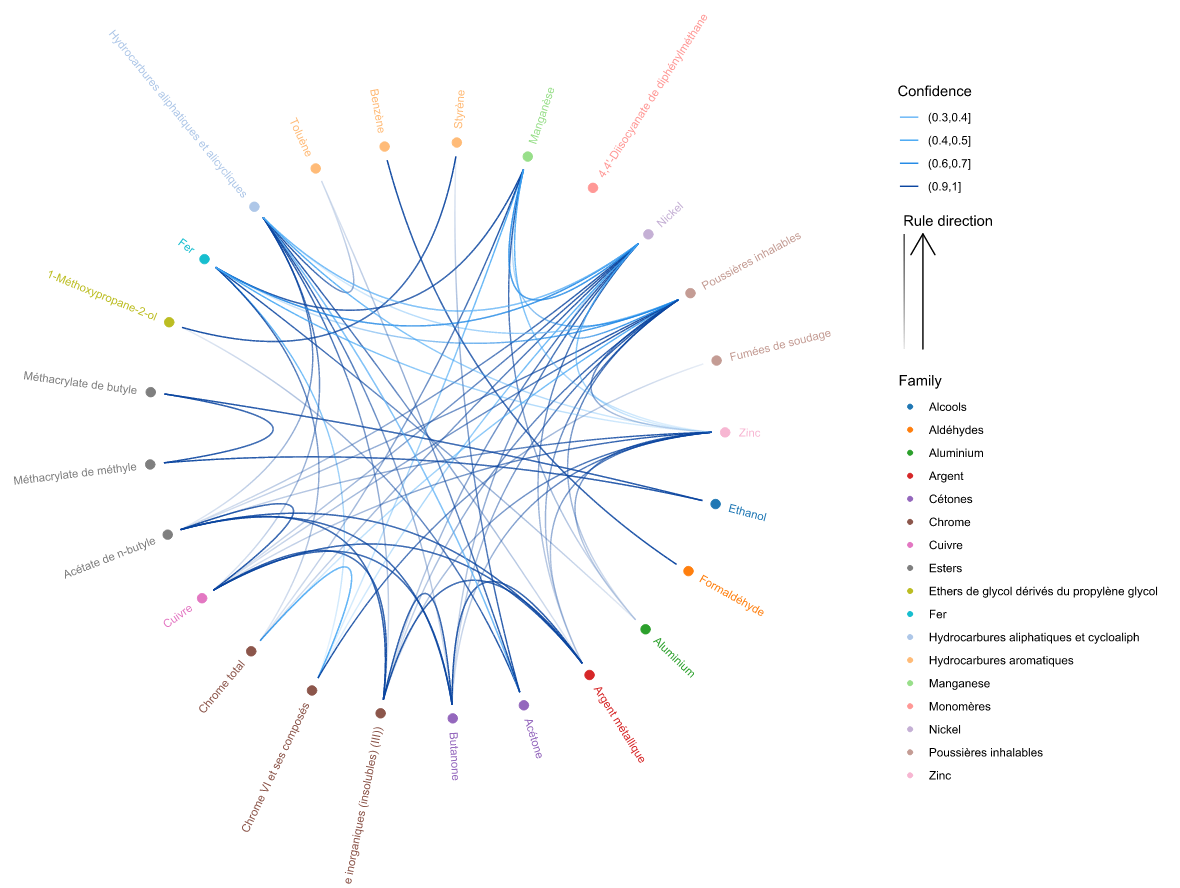 Hydrocarbures aliphatiques et alicycliques
Toluène
Benzène
Styrène
Manganèse
4,4'-Diisocyanate de diphénylméthane
Nickel
Poussières inhalables
Fumées de soudage
Zinc
Ethanol
Formaldéhyde
Aluminium
Argent métallique
Acétone
Butanone
e inorganiques (insolubles) (III))
Chrome VI et ses composés
Chrome total
Cuivre
Acétate de n-butyle
Méthacrylate de méthyle
Méthacrylate de butyle
1-Méthoxypropane-2-ol
Fer
Confidence
(0.3,0.4]
(0.4,0.5]
(0.6,0.7]
(0.9,1]
Rule direction
Family
Alcools
Aldéhydes
Aluminium
Argent
Cétones
Chrome
Cuivre
Esters
Ethers de glycol dérivés du propylène glycol
Fer
Hydrocarbures aliphatiques et cycloaliph
Hydrocarbures aromatiques
Manganese
Monomères
Nickel
Poussières inhalables
Zinc